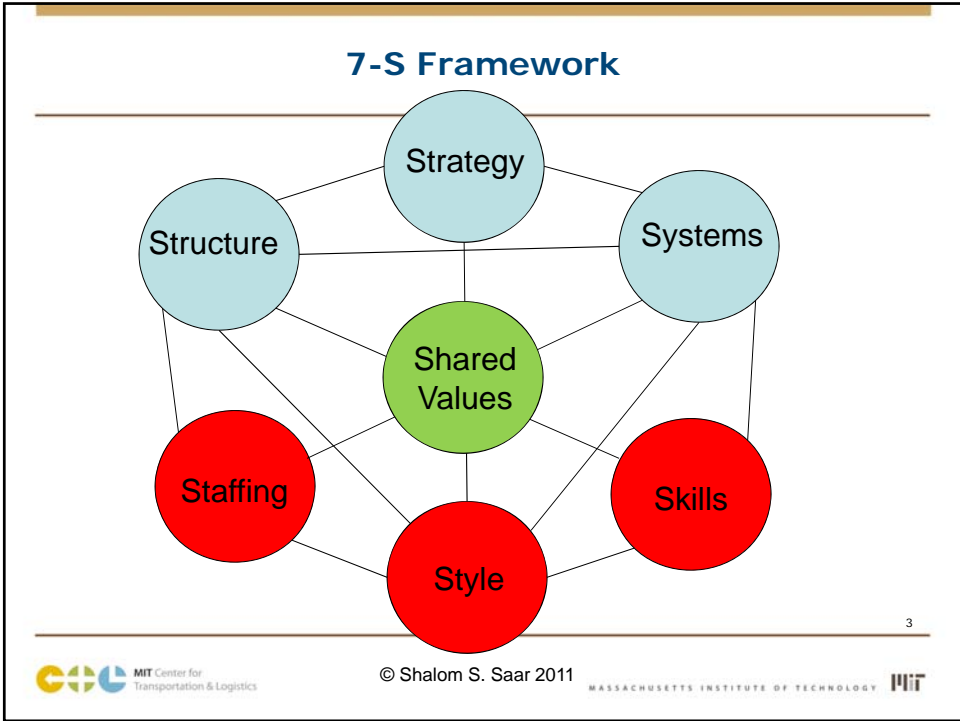 7-S Framework
Strategy
Structure
Systems
Shared
Values
Staffing
Skills
Style
3
MIT Center for
Transportation & Logistics
© Shalom S. Saar 2011
MASSACHUSETTS INSTITUTE OF TECHNOLOGY